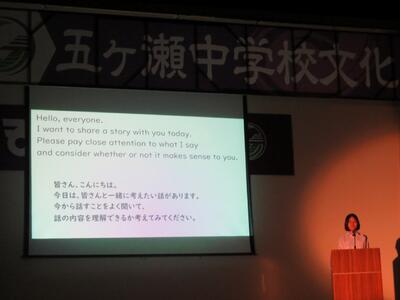 五ヶ瀬中学校文化
Hello, everyone.
I want to share a story with you today.
Please pay close attention to what I say
and consider whether or not it makes sense to you.
皆さん、こんにちは。
今日は、皆さんと一緒に考えたい話があります。
今から話すことをよく聞いて、
話の内容を理解できるか考えてみてください。